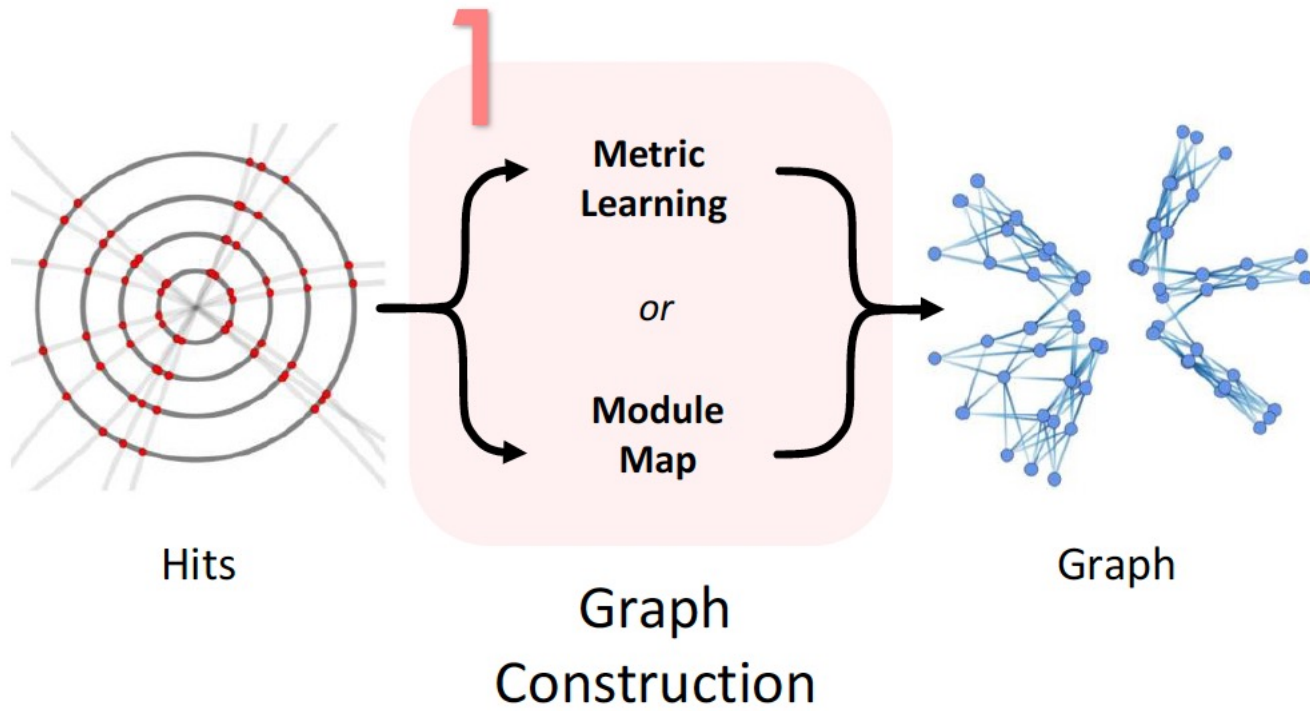 1
Metric
Learning
or
Module
Map
Hits
Graph
Construction
Graph